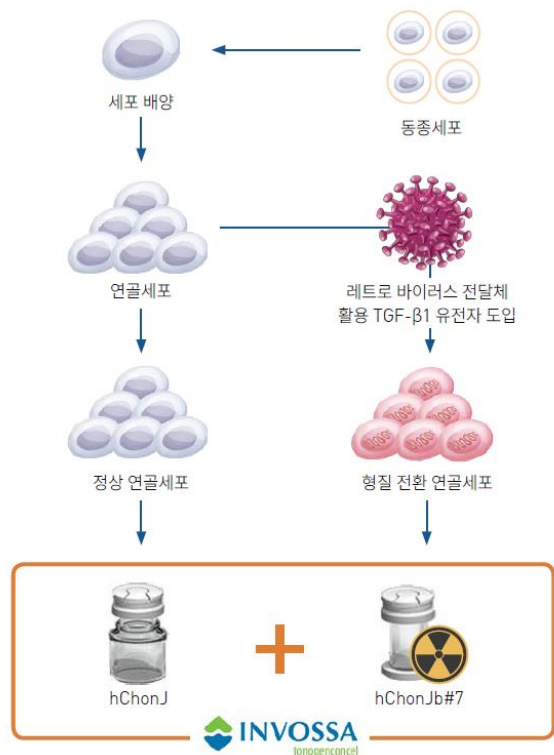 세포 배양
동종세포
연골세포
레트로 바이러스 전달체
활용 TGF-β1 유전자 도입
정상 연골세포
형질 전환 연골세포
hChonJ
hChonJb#7
INVOSSA
tonogenconcel